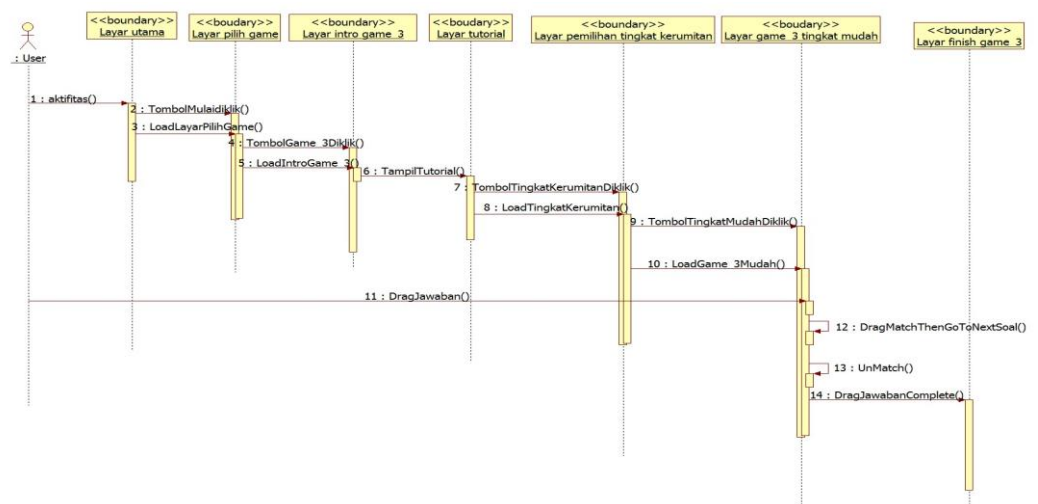 <<boundary>>
Layar utama
<<boudary>>
Layar pilih game
<<boundary>>
Layar intro game_3
<<boudary>>
Layar tutorial
<<boundary>>
Layar pemilihan tingkat kerumitan
<<boundary>>
Layar game_3 tingkat mudah
<<boundary>>
Layar finish game_3
: User
1 : aktifitas()
2 : TombolMulaidiklik()
3 : LoadLayarPilihGame()
4 : TombolGame_3Diklik()
5 : LoadIntroGame_3()
6 : TampilTutorial()
7 : TombolTingkatKerumitanDiklik()
8 : LoadTingkatKerumitan()
9 : TombolTingkatMudahDiklik()
10 : LoadGame_3Mudah()
11 : DragJawaban()
12 : DragMatchThenGoToNextSoal()
13 : UnMatch()
14 : DragJawabanComplete()